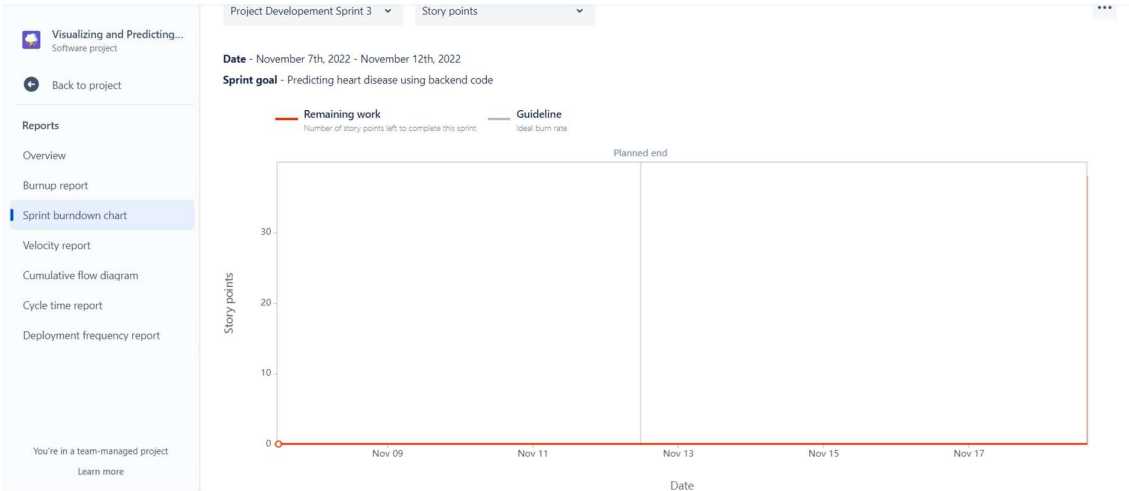 Visualizing and Predicting...
Software project
Back to project
Reports
Overview
Burnup report
Sprint burndown chart
Velocity report
Cumulative flow diagram
Cycle time report
Deployment frequency report
You're in a team-managed project
Learn more
Project Developement Sprint 3
Story points
Date - November 7th, 2022 - November 12th, 2022
Sprint goal - Predicting heart disease using backend code
Remaining work
Number of story points left to complete this sprint
Guideline
Ideal burn rate
Planned end
30
20
10
0
Story points
Nov 09 Nov 11 Nov 13 Nov 15 Nov 17
Date